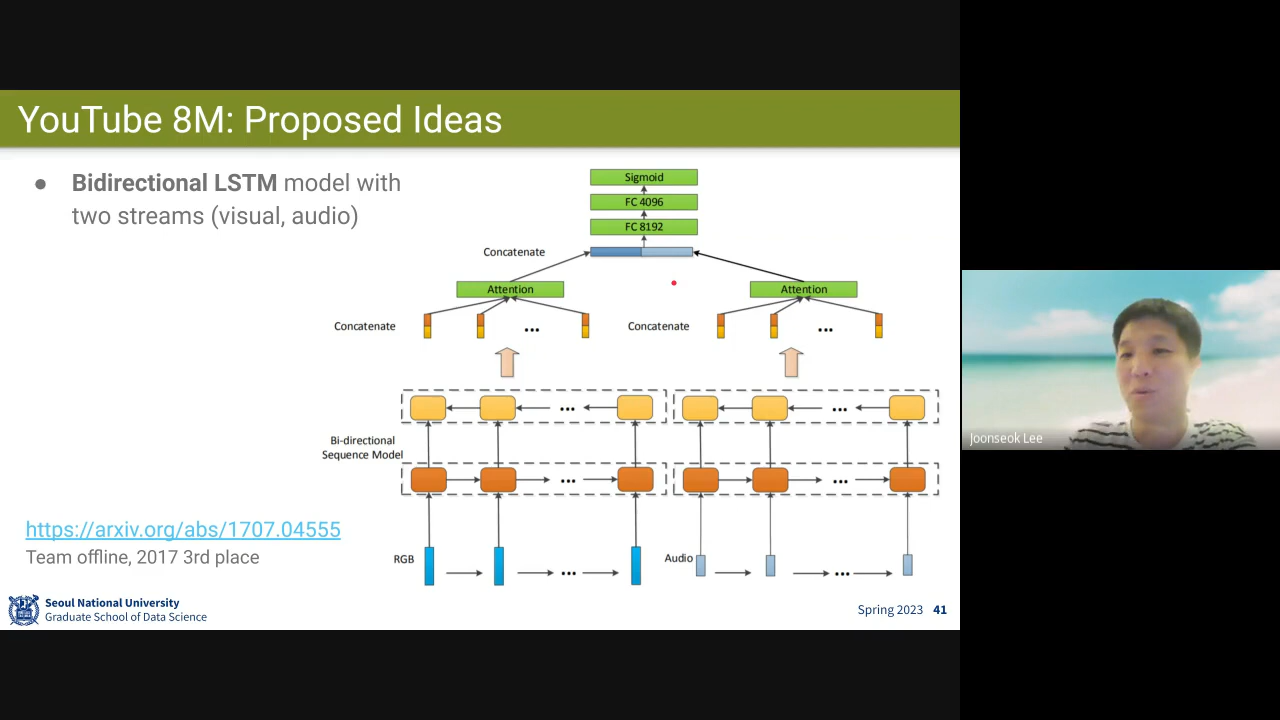 YouTube 8M: Proposed Ideas
● Bidirectional LSTM model with
two streams (visual, audio)
Sigmoid
FC 4096
FC 8192
Concatenate
Attention
Attention
Concatenate
...
Concatenate
...
...
...
Bi-directional
Sequence Model
...
...
RGB
...
Audio
...
https://arxiv.org/abs/1707.04555
Team offline, 2017 3rd place
Seoul National University
Graduate School of Data Science
Spring 2023 41
Joonseok Lee